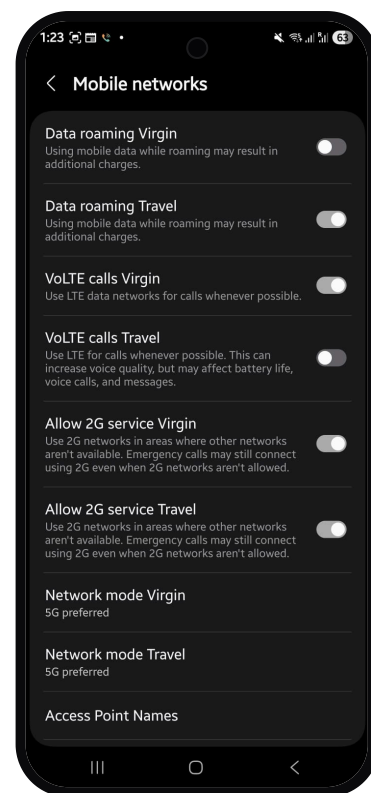 1:23
63
Mobile networks
Data roaming Virgin
Using mobile data while roaming may result in
additional charges.
Data roaming Travel
Using mobile data while roaming may result in
additional charges.
VoLTE calls Virgin
Use LTE data networks for calls whenever possible.
VoLTE calls Travel
Use LTE for calls whenever possible. This can
increase voice quality, but may affect battery life,
voice calls, and messages.
Allow 2G service Virgin
Use 2G networks in areas where other networks
aren't available. Emergency calls may still connect
using 2G even when 2G networks aren't allowed.
Allow 2G service Travel
Use 2G networks in areas where other networks
aren't available. Emergency calls may still connect
using 2G even when 2G networks aren't allowed.
Network mode Virgin
5G preferred
Network mode Travel
5G preferred
Access Point Names